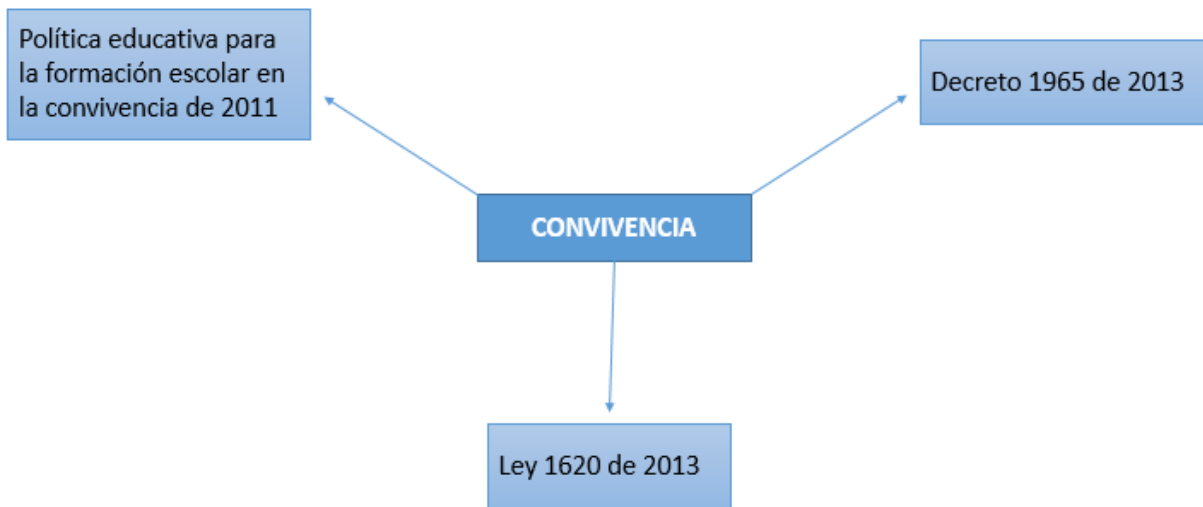 Política educativa para
la formación escolar en
la convivencia de 2011
Decreto 1965 de 2013
CONVIVENCIA
Ley 1620 de 2013